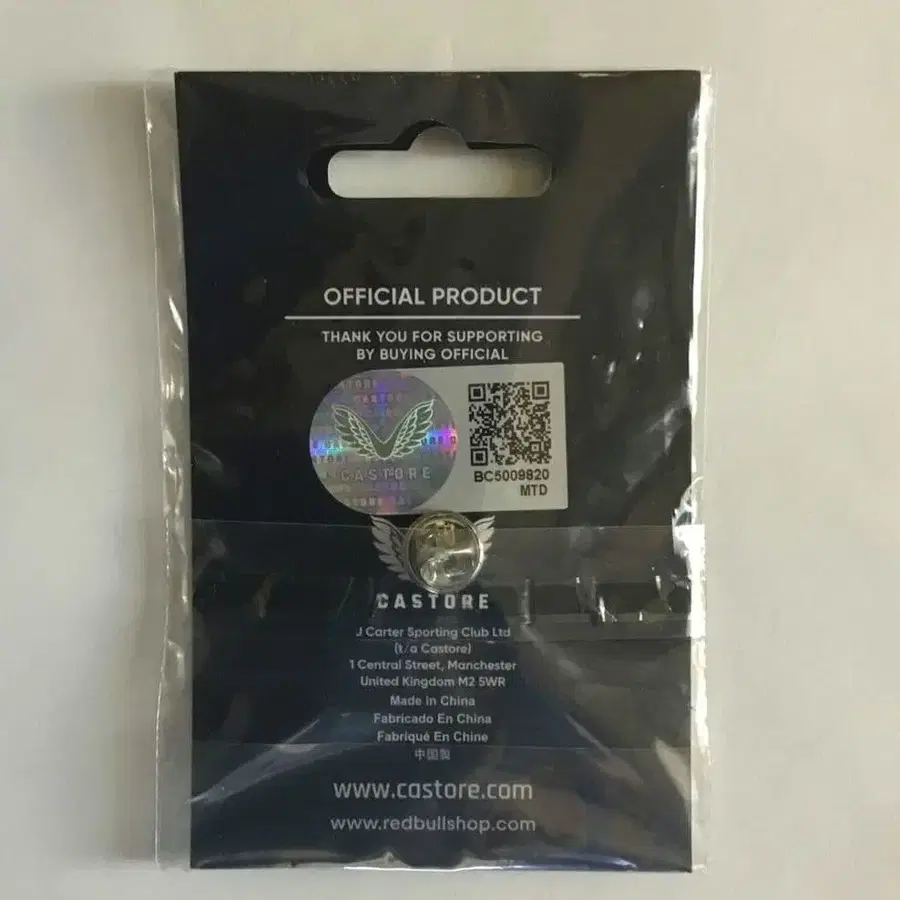 OFFICIAL PRODUCT
THANK YOU FOR SUPPORTING
BY BUYING OFFICIAL
CASTORE
BC5009820
MTD
CASTORE
J Carter Sporting Club Ltd
(t/a Castore)
1 Central Street, Manchester
United Kingdom M2 5WR
Made in China
Fabricado En China
Fabriqué En Chine
中国製
www.castore.com
www.redbullshop.com